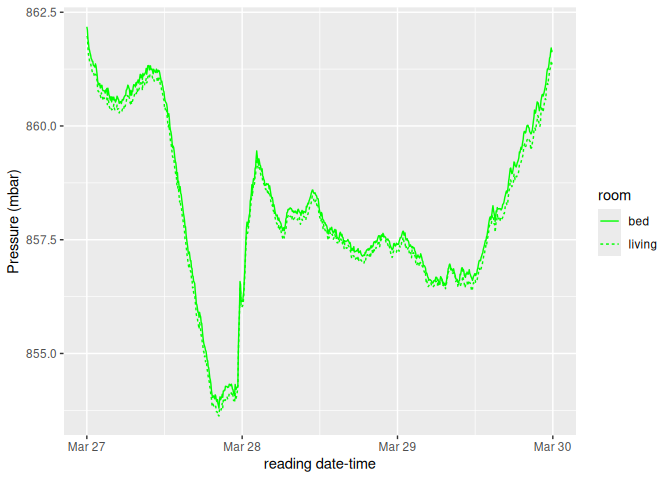 862.5
860.0
857.5
855.0
Pressure (mbar)
Mar 27
Mar 28
Mar 29
Mar 30
reading date-time
room
bed
living